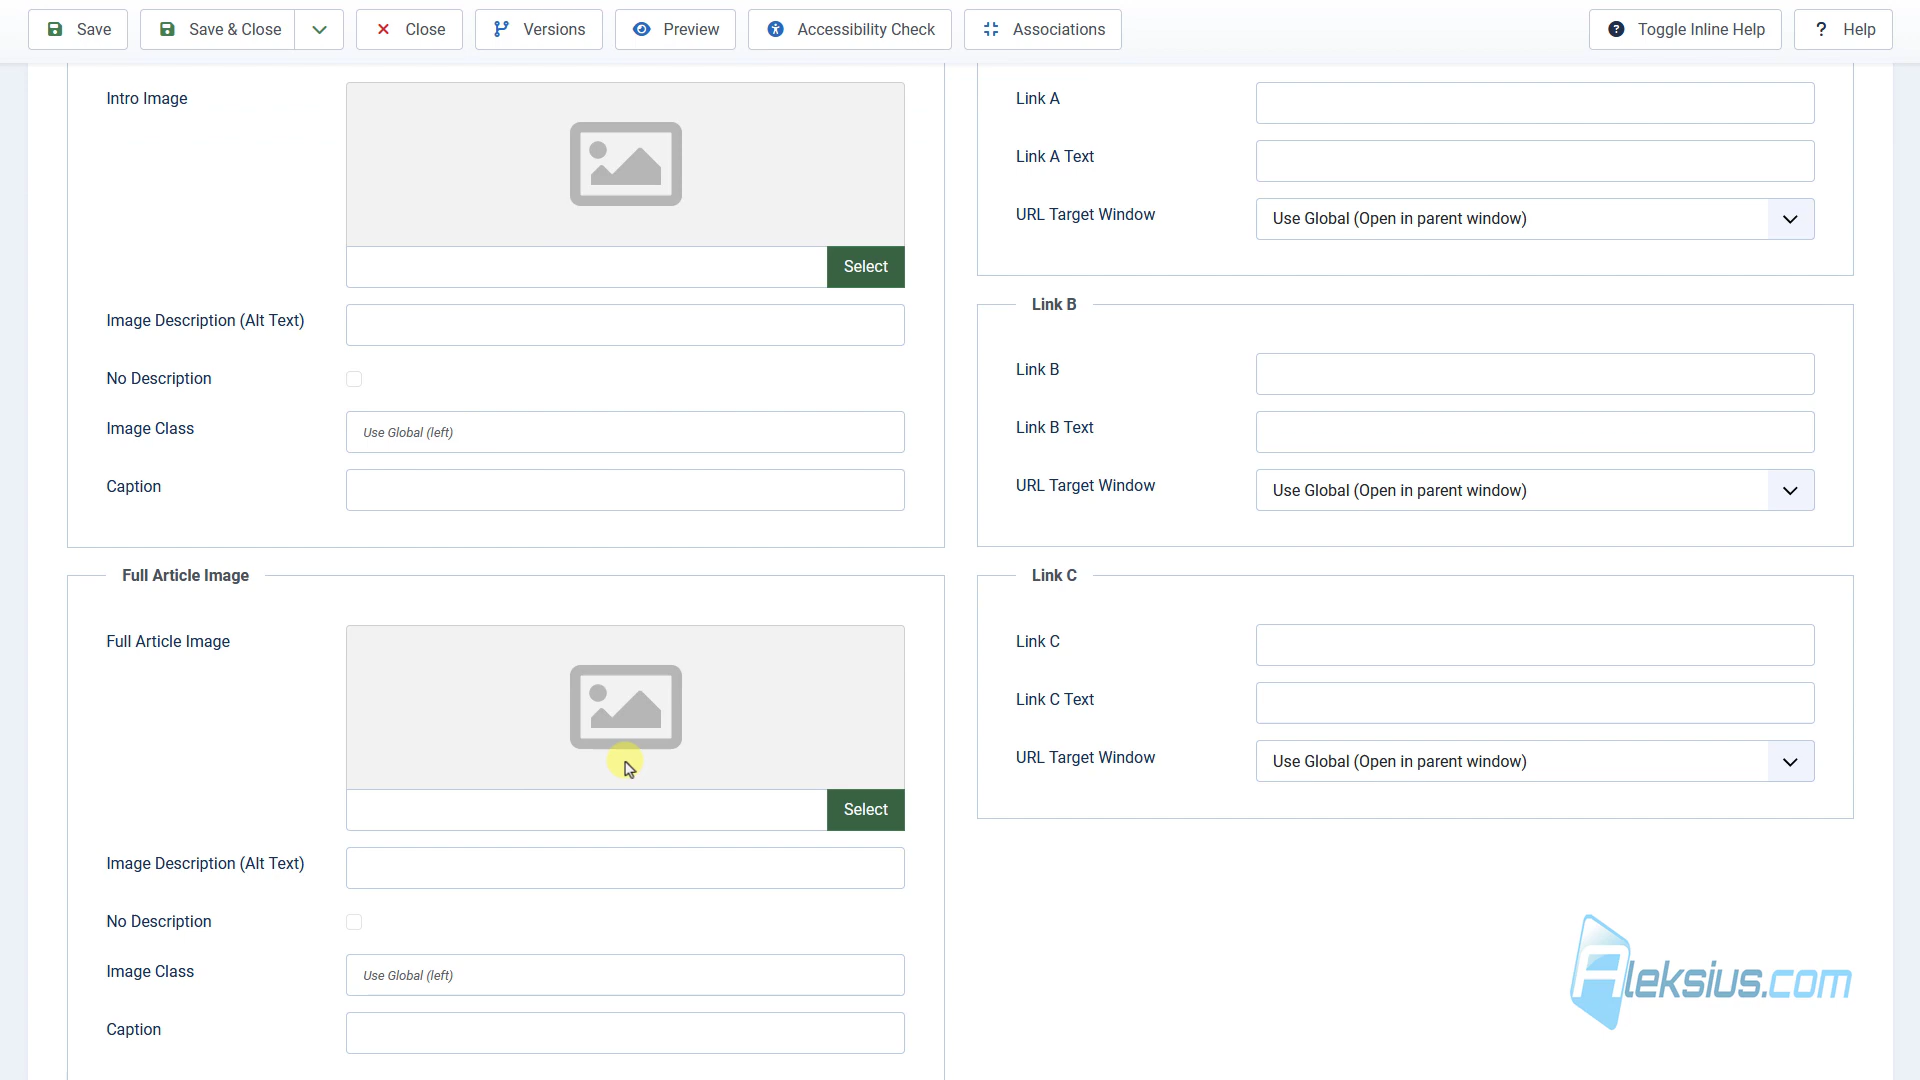 Save
Save & Close
Close
Versions
Preview
Accessibility Check
Associations
Toggle Inline Help
? Help
Intro Image
Select
Image Description (Alt Text)
No Description
Image Class
Use Global (left)
Caption
Full Article Image
Full Article Image
Select
Image Description (Alt Text)
No Description
Image Class
Use Global (left)
Caption
Link A
Link A Text
URL Target Window
Use Global (Open in parent window)
Link B
Link B
Link B Text
URL Target Window
Use Global (Open in parent window)
Link C
Link C
Link C Text
URL Target Window
Use Global (Open in parent window)
Aleksius.com